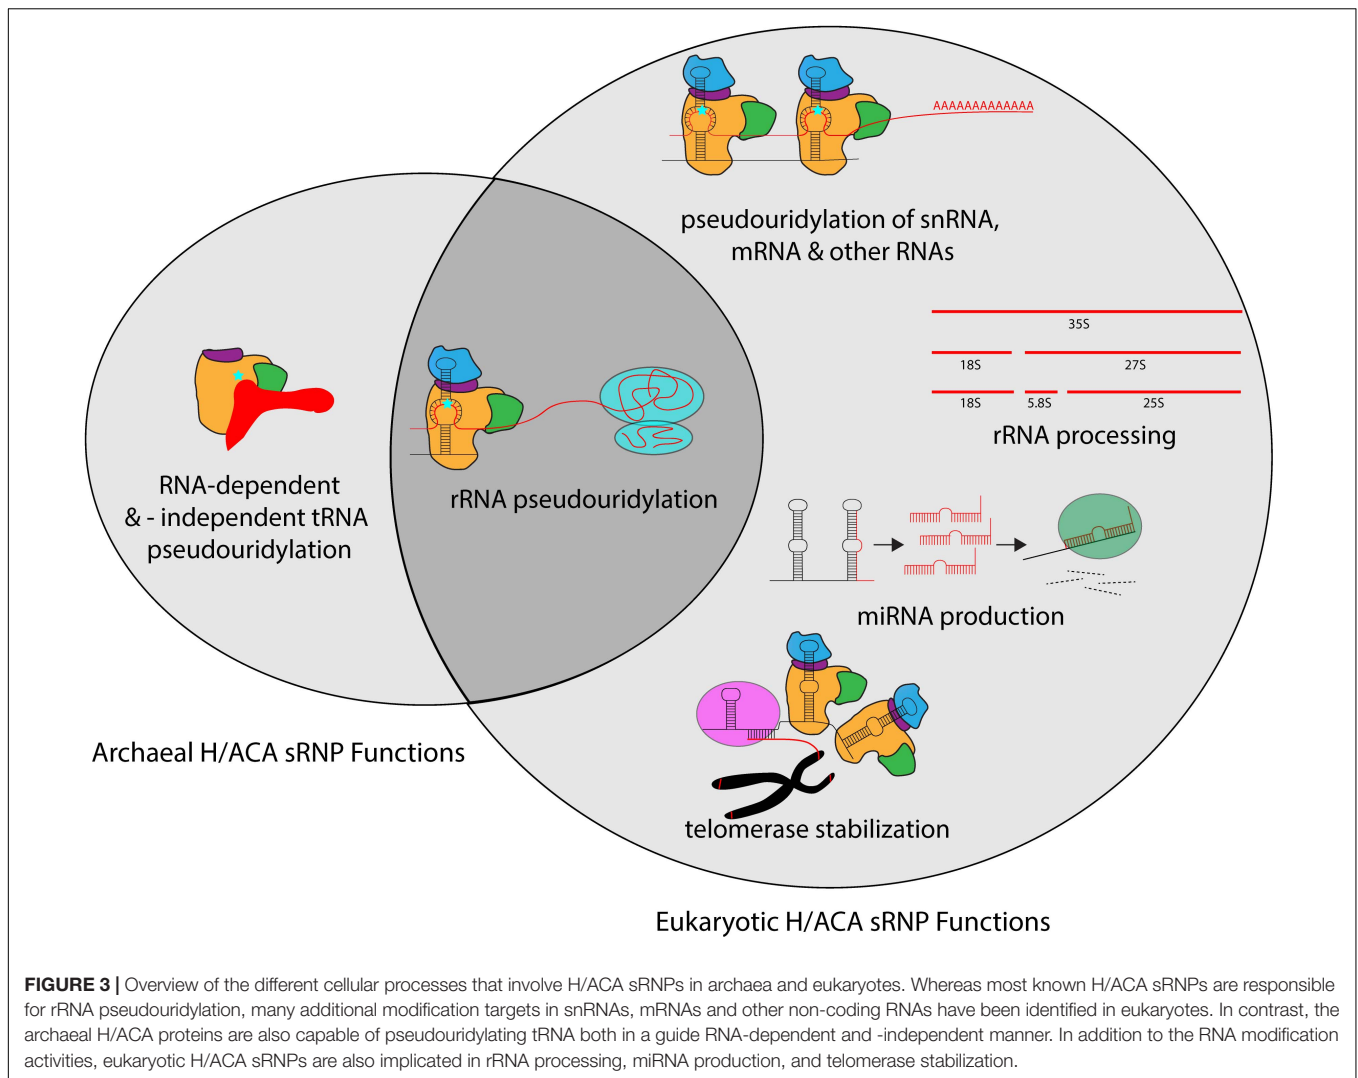 AAAAAAAAAAAAA
pseudouridylation of snRNA,
mRNA & other RNAs
35S
18S 27S
18S 5.8S 25S
rRNA processing
RNA-dependent
& - independent tRNA
pseudouridylation
rRNA pseudouridylation
miRNA production
telomerase stabilization
Archaeal H/ACA sRNP Functions
Eukaryotic H/ACA sRNP Functions
FIGURE 3 | Overview of the different cellular processes that involve H/ACA sRNPs in archaea and eukaryotes. Whereas most known H/ACA sRNPs are responsible
for rRNA pseudouridylation, many additional modification targets in snRNAs, mRNAs and other non-coding RNAs have been identified in eukaryotes. In contrast, the
archaeal H/ACA proteins are also capable of pseudouridylating tRNA both in a guide RNA-dependent and -independent manner. In addition to the RNA modification
activities, eukaryotic H/ACA sRNPs are also implicated in rRNA processing, miRNA production, and telomerase stabilization.